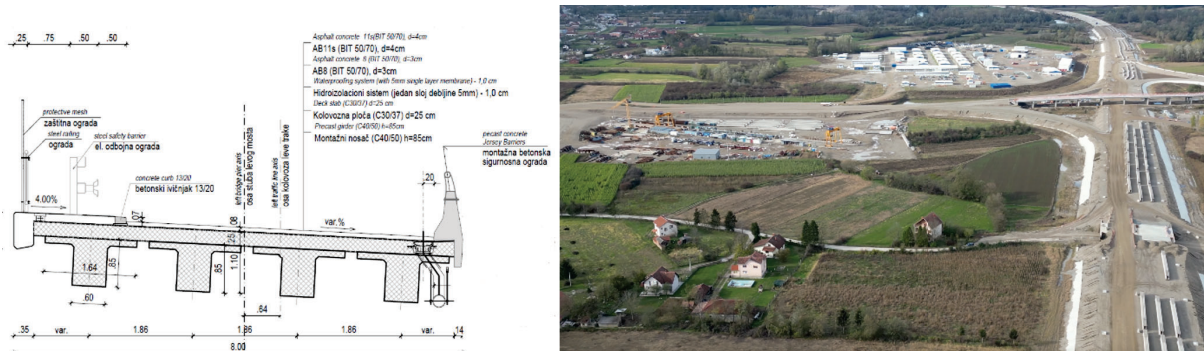 .25 .75 .50 .50
Asphalt concrete 11s(BIT 50/70), d=4cm
AB11s (BIT 50/70), d=4cm
Asphalt concrete 8 (BIT 50/70), d=3cm
AB8 (BIT 50/70), d=3cm
Waterproofing system (with 5mm single layer membrane) - 1,0 cm
Hidroizolacioni sistem (jedan sloj debljine 5mm) - 1,0 cm
Deck slab (C30/37) d=25 cm
Kolovozna ploča (C30/37) d=25 cm
Precast girder (C40/50) h=85cm
Montažni nosač (C40/50) h=85cm
protective mesh
zaštitna ograda
steel railing
ograda
steel safety barrier
el. odbojna ograda
concrete curb 13/20
betonski ivičnjak 13/20
left bridge pier axis
osa stuba levog mosta
left traffic line axis
osa kolovoza leve trake
pecast concrete
Jersey Barriers
montažna betonska
sigurnosna ograda
.20
4.00%
.07
var.%
.08
.25
.85
1.10
.85
.85
1.64
.60
.64
.35 var. 1.86 1.86 1.86 var. .14
8.00